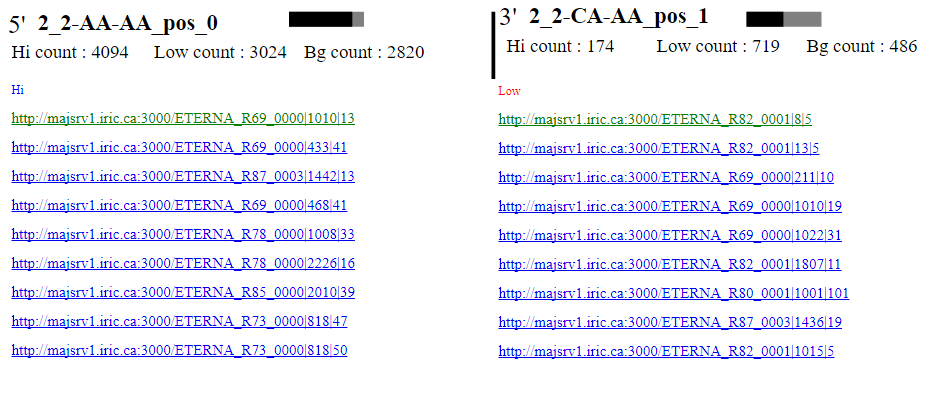 5' 2_2-AA-AA_pos_0
Hi count : 4094 Low count : 3024 Bg count : 2820
Hi
http://majsrv1.iric.ca:3000/ETERNA_R69_0000|1010|13
http://majsrv1.iric.ca:3000/ETERNA_R69_0000|433|41
http://majsrv1.iric.ca:3000/ETERNA_R87_0003|1442|13
http://majsrv1.iric.ca:3000/ETERNA_R69_0000|468|41
http://majsrv1.iric.ca:3000/ETERNA_R78_0000|1008|33
http://majsrv1.iric.ca:3000/ETERNA_R78_0000|2226|16
http://majsrv1.iric.ca:3000/ETERNA_R85_0000|2010|39
http://majsrv1.iric.ca:3000/ETERNA_R73_0000|818|47
http://majsrv1.iric.ca:3000/ETERNA_R73_0000|818|50
3' 2_2-CA-AA_pos_1
Hi count : 174 Low count : 719 Bg count : 486
Low
http://majsrv1.iric.ca:3000/ETERNA_R82_0001|8|5
http://majsrv1.iric.ca:3000/ETERNA_R82_0001|13|5
http://majsrv1.iric.ca:3000/ETERNA_R69_0000|211|10
http://majsrv1.iric.ca:3000/ETERNA_R69_0000|1010|19
http://majsrv1.iric.ca:3000/ETERNA_R69_0000|1022|31
http://majsrv1.iric.ca:3000/ETERNA_R82_0001|1807|11
http://majsrv1.iric.ca:3000/ETERNA_R80_0001|1001|101
http://majsrv1.iric.ca:3000/ETERNA_R87_0003|1436|19
http://majsrv1.iric.ca:3000/ETERNA_R82_0001|1015|5